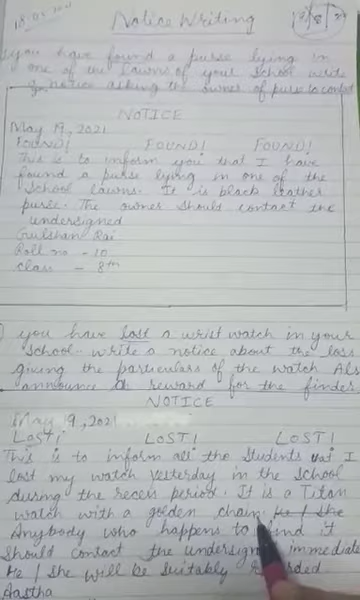 Notice Writing
you have found a purse lying in
one of the lawns of your school write
a notice asking the owner of purse to contact
NOTICE
May 19, 2021
FOUND! FOUND! FOUND!
This is to inform you that I have
found a purse lying in one of the
School lawns. It is black leather
purse. The owner should contact the
undersigned
Gulshan Rai
Roll no - 10
Class - 8th
you have lost a wrist watch in your
School. write a notice about the loss
giving the particulars of the watch Als
announce a reward for the finder
NOTICE
May 19, 2021
LOST! LOST! LOST!
This is to inform all the students that I
lost my watch yesterday in the School
during the recess period. It is a Titan
watch with a golden chain. He / She
Anybody who happens to find it
should contact the undersign immediate
He / She will be suitably
Aastha